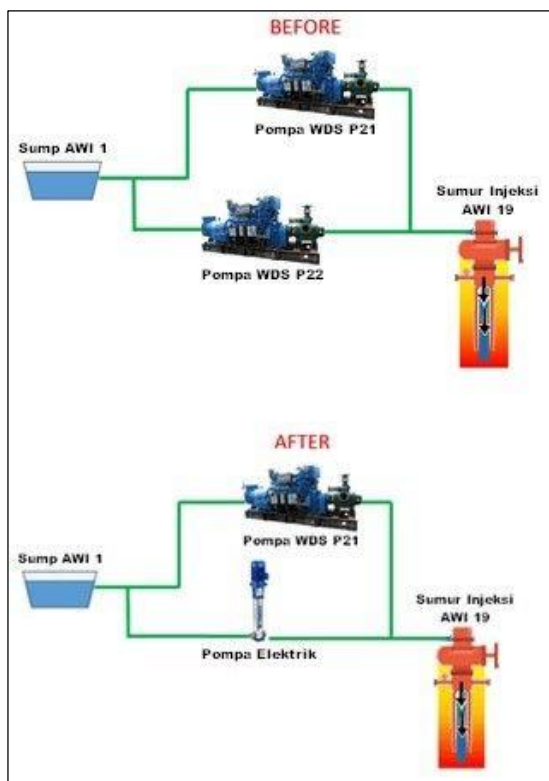 BEFORE
Pompa WDS P21
Sump AWI 1
Sumur Injeksi
AWI 19
Pompa WDS P22
AFTER
Pompa WDS P21
Sump AWI 1
Sumur Injeksi
AWI 19
Pompa Elektrik